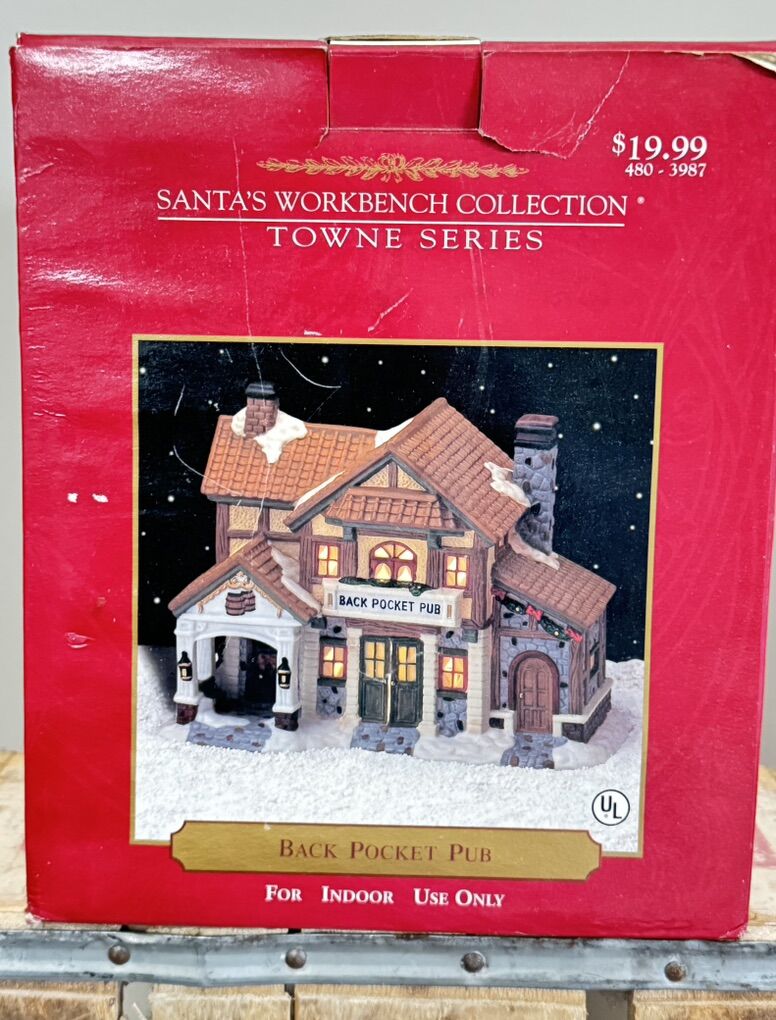 $19.99
480 - 3987
SANTA'S WORKBENCH COLLECTION®
TOWNE SERIES
BACK POCKET PUB
UL
BACK POCKET PUB
FOR INDOOR USE ONLY